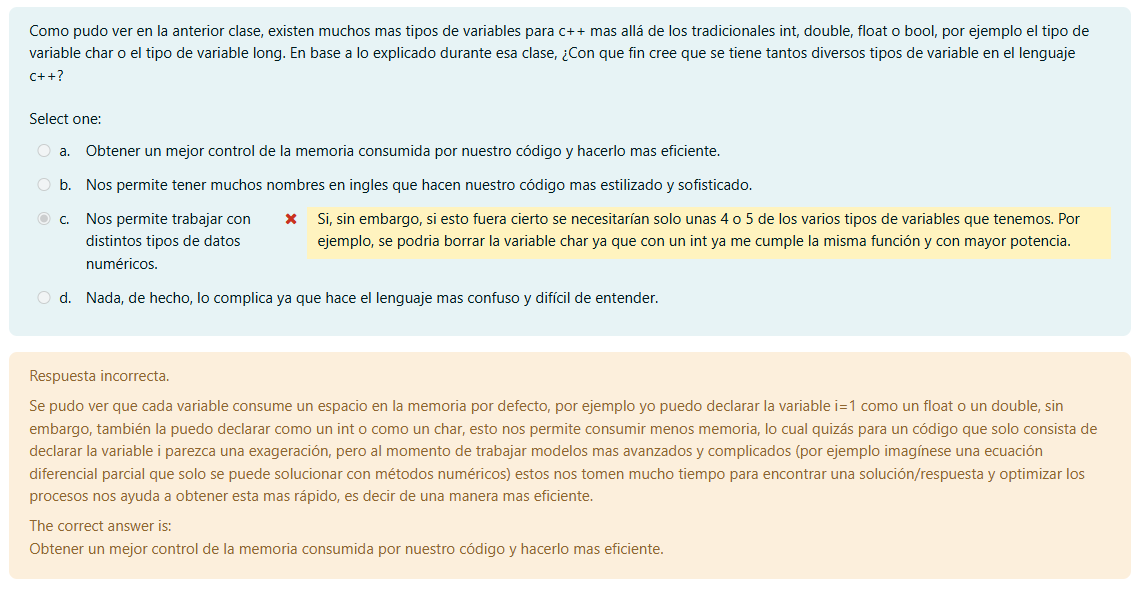 Como pudo ver en la anterior clase, existen muchos mas tipos de variables para c++ mas allá de los tradicionales int, double, float o bool, por ejemplo el tipo de
variable char o el tipo de variable long. En base a lo explicado durante esa clase, ¿Con que fin cree que se tiene tantos diversos tipos de variable en el lenguaje
c++?
Select one:
a. Obtener un mejor control de la memoria consumida por nuestro código y hacerlo mas eficiente.
b. Nos permite tener muchos nombres en ingles que hacen nuestro código mas estilizado y sofisticado.
c. Nos permite trabajar con
distintos tipos de datos
numéricos.
Si, sin embargo, si esto fuera cierto se necesitarían solo unas 4 o 5 de los varios tipos de variables que tenemos. Por
ejemplo, se podria borrar la variable char ya que con un int ya me cumple la misma función y con mayor potencia.
d. Nada, de hecho, lo complica ya que hace el lenguaje mas confuso y difícil de entender.
Respuesta incorrecta.
Se pudo ver que cada variable consume un espacio en la memoria por defecto, por ejemplo yo puedo declarar la variable i=1 como un float o un double, sin
embargo, también la puedo declarar como un int o como un char, esto nos permite consumir menos memoria, lo cual quizás para un código que solo consista de
declarar la variable i parezca una exageración, pero al momento de trabajar modelos mas avanzados y complicados (por ejemplo imagínese una ecuación
diferencial parcial que solo se puede solucionar con métodos numéricos) estos nos tomen mucho tiempo para encontrar una solución/respuesta y optimizar los
procesos nos ayuda a obtener esta mas rápido, es decir de una manera mas eficiente.
The correct answer is:
Obtener un mejor control de la memoria consumida por nuestro código y hacerlo mas eficiente.